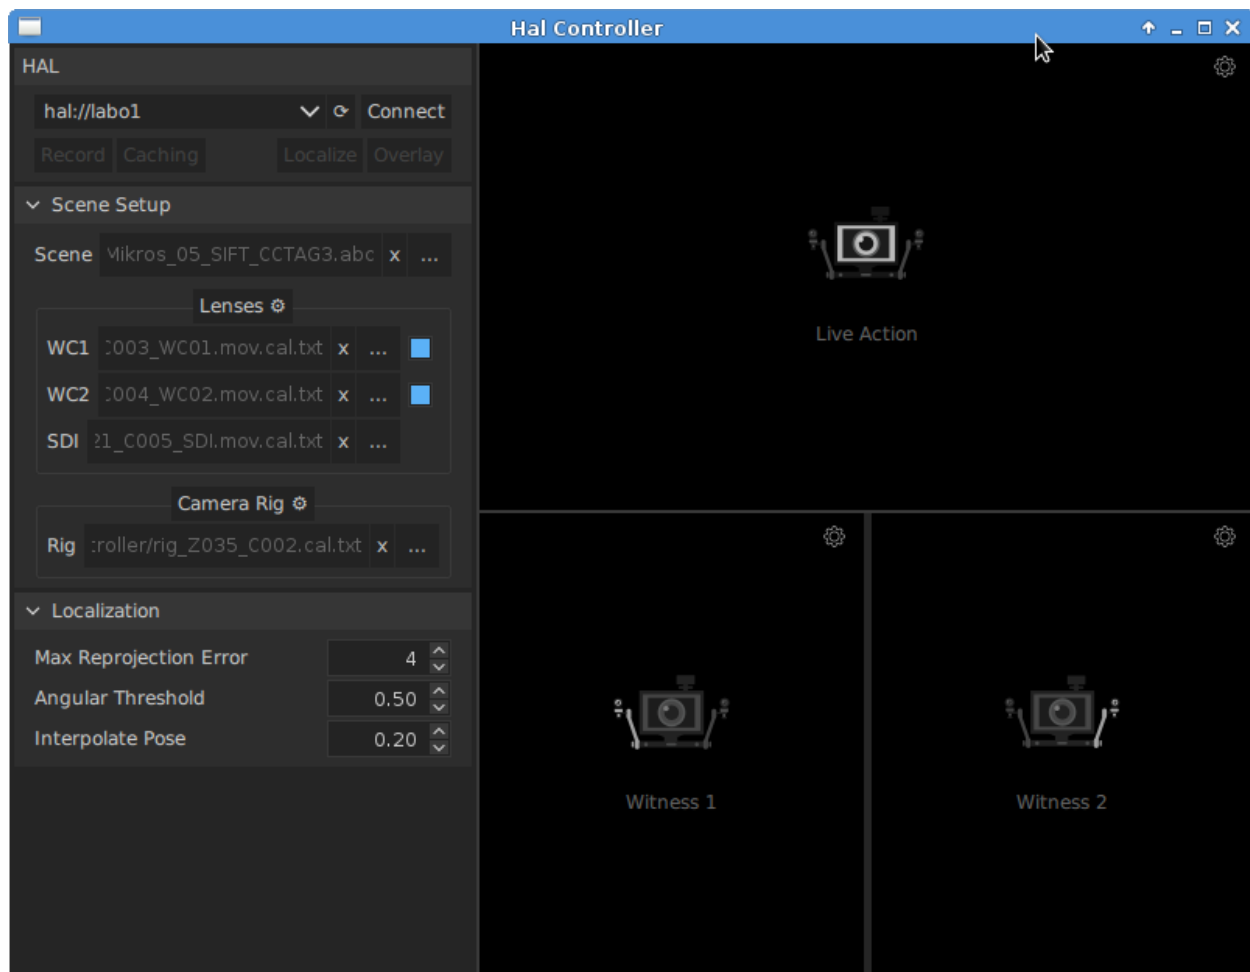 Hal Controller
HAL
hal://labo1 Connect
Record Caching Localize Overlay
Scene Setup
Scene Mikros_05_SIFT_CCTAG3.abc x ...
Lenses
WC1 C003_WC01.mov.cal.txt x ...
WC2 C004_WC02.mov.cal.txt x ...
SDI 21_C005_SDI.mov.cal.txt x ...
Camera Rig
Rig :roller/rig_Z035_C002.cal.txt x ...
Localization
Max Reprojection Error 4
Angular Threshold 0.50
Interpolate Pose 0.20
Live Action
Witness 1
Witness 2